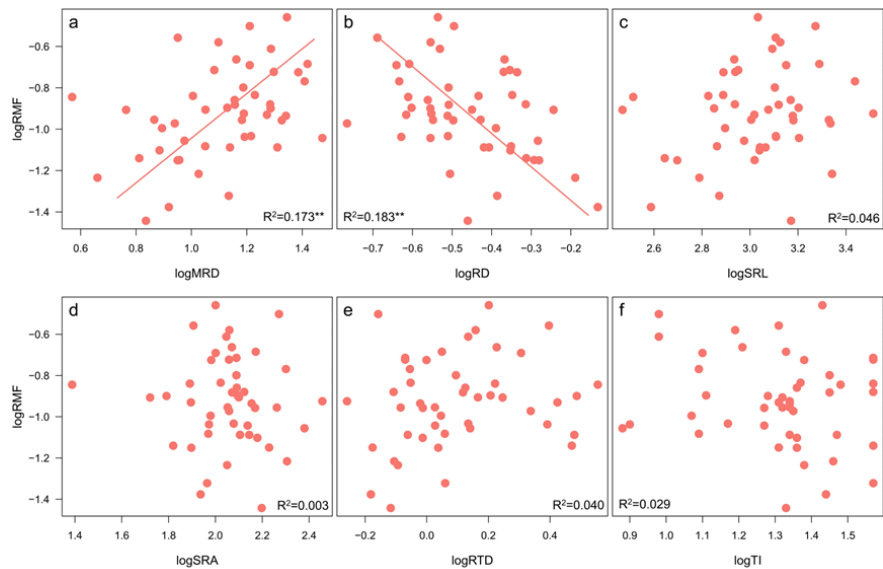 a
b
c
logRMF
−0.6
−0.8
−1.0
−1.2
−1.4
R²=0.173**
R²=0.183**
R²=0.046
0.6 0.8 1.0 1.2 1.4
−0.7 −0.6 −0.5 −0.4 −0.3 −0.2
2.6 2.8 3.0 3.2 3.4
logMRD
logRD
logSRL
d
e
f
logRMF
−0.6
−0.8
−1.0
−1.2
−1.4
R²=0.003
R²=0.040
R²=0.029
1.4 1.6 1.8 2.0 2.2 2.4
−0.2 0.0 0.2 0.4
0.9 1.0 1.1 1.2 1.3 1.4 1.5
logSRA
logRTD
logTI